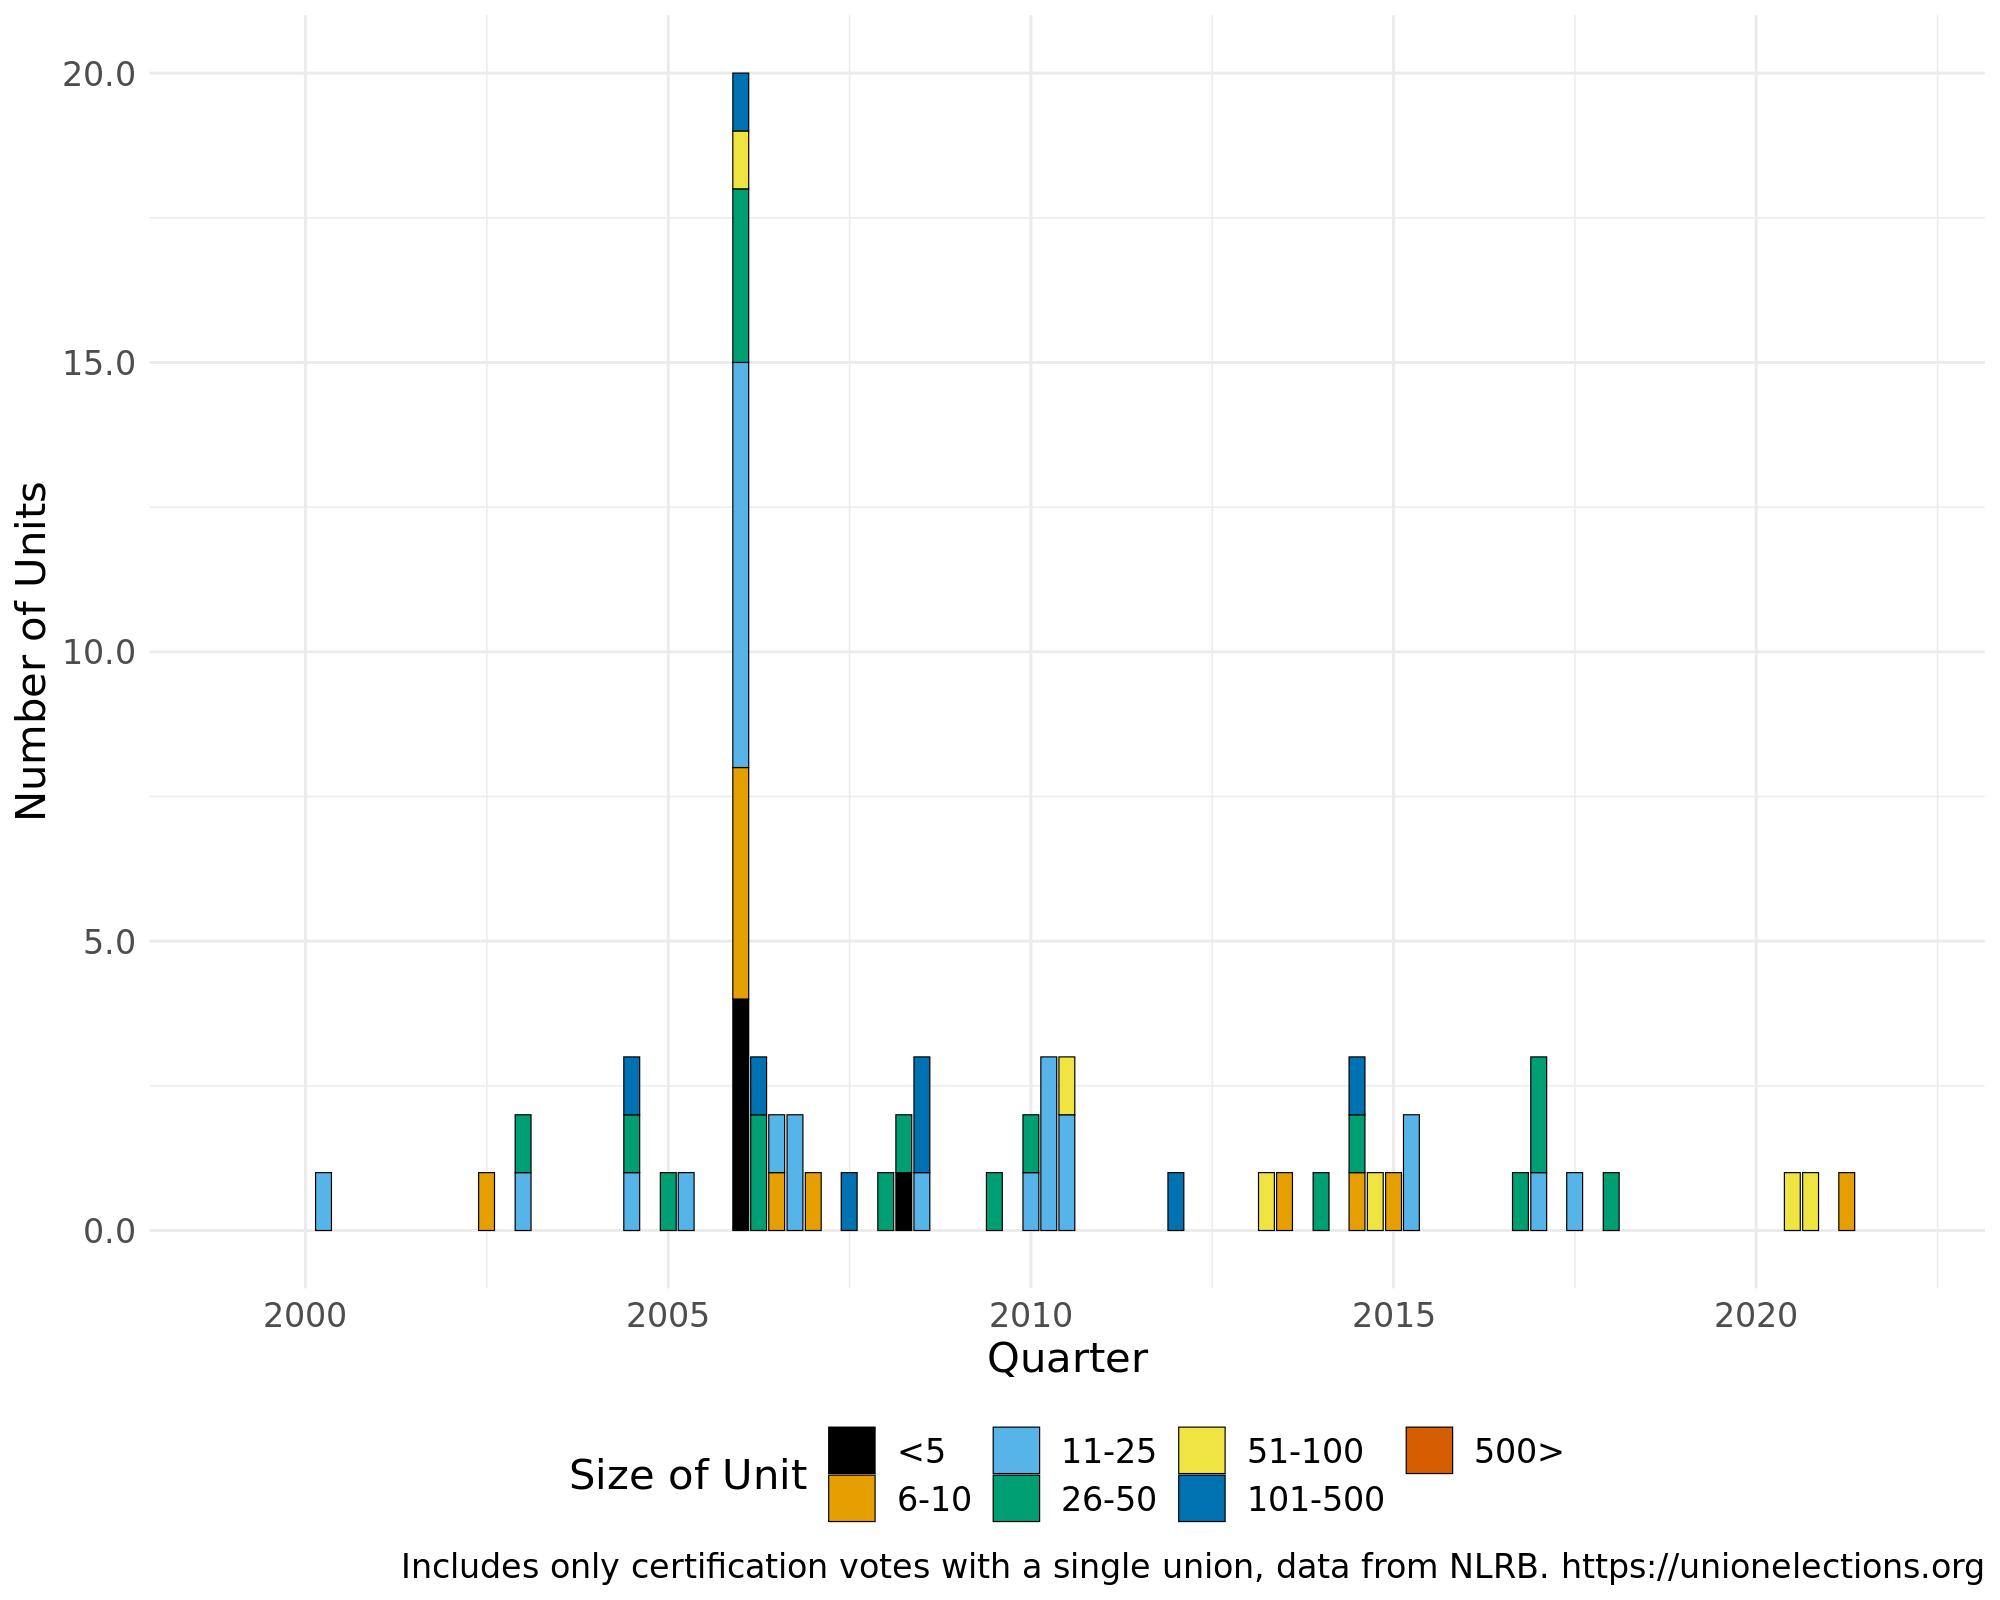 20.0
15.0
10.0
5.0
0.0
Number of Units
2000 2005 2010 2015 2020
Quarter
Size of Unit
<5 11-25 51-100 500>
6-10 26-50 101-500
Includes only certification votes with a single union, data from NLRB. https://unionelections.org